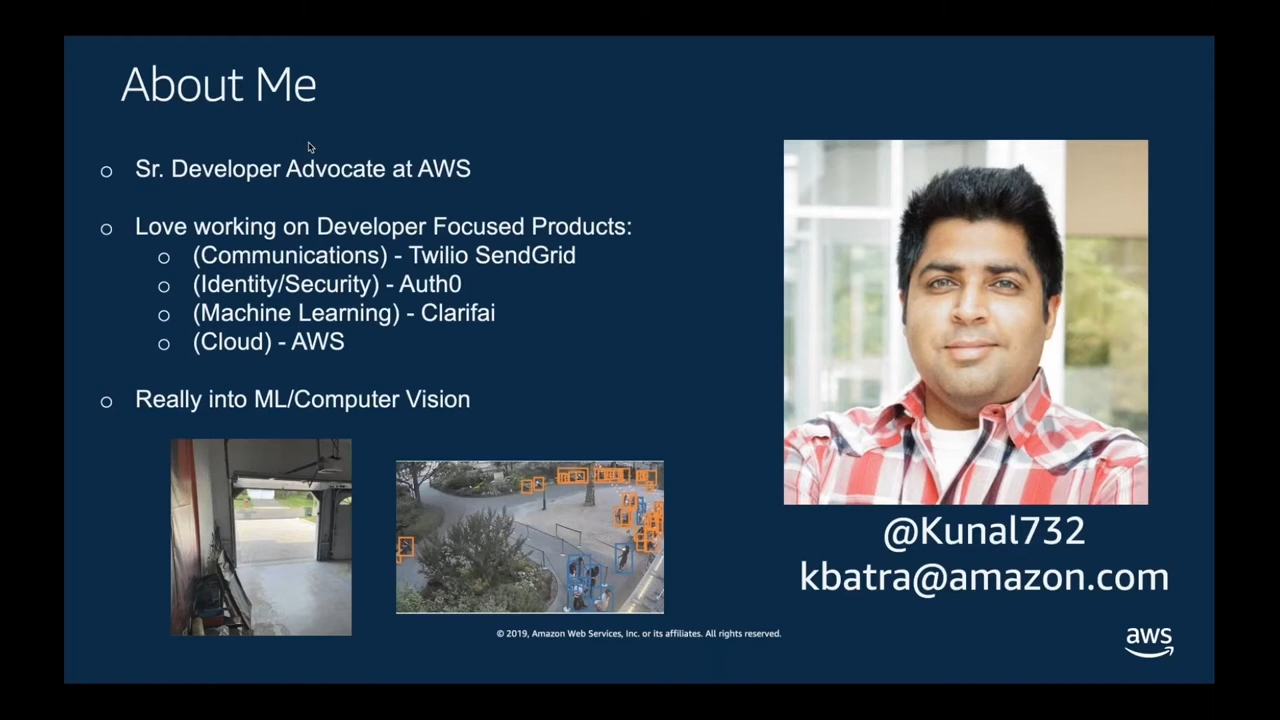 About Me
Sr. Developer Advocate at AWS
Love working on Developer Focused Products:
(Communications) - Twilio SendGrid
(Identity/Security) - Auth0
(Machine Learning) - Clarifai
(Cloud) - AWS
Really into ML/Computer Vision
@Kunal732
kbatra@amazon.com
© 2019, Amazon Web Services, Inc. or its affiliates. All rights reserved.
aws